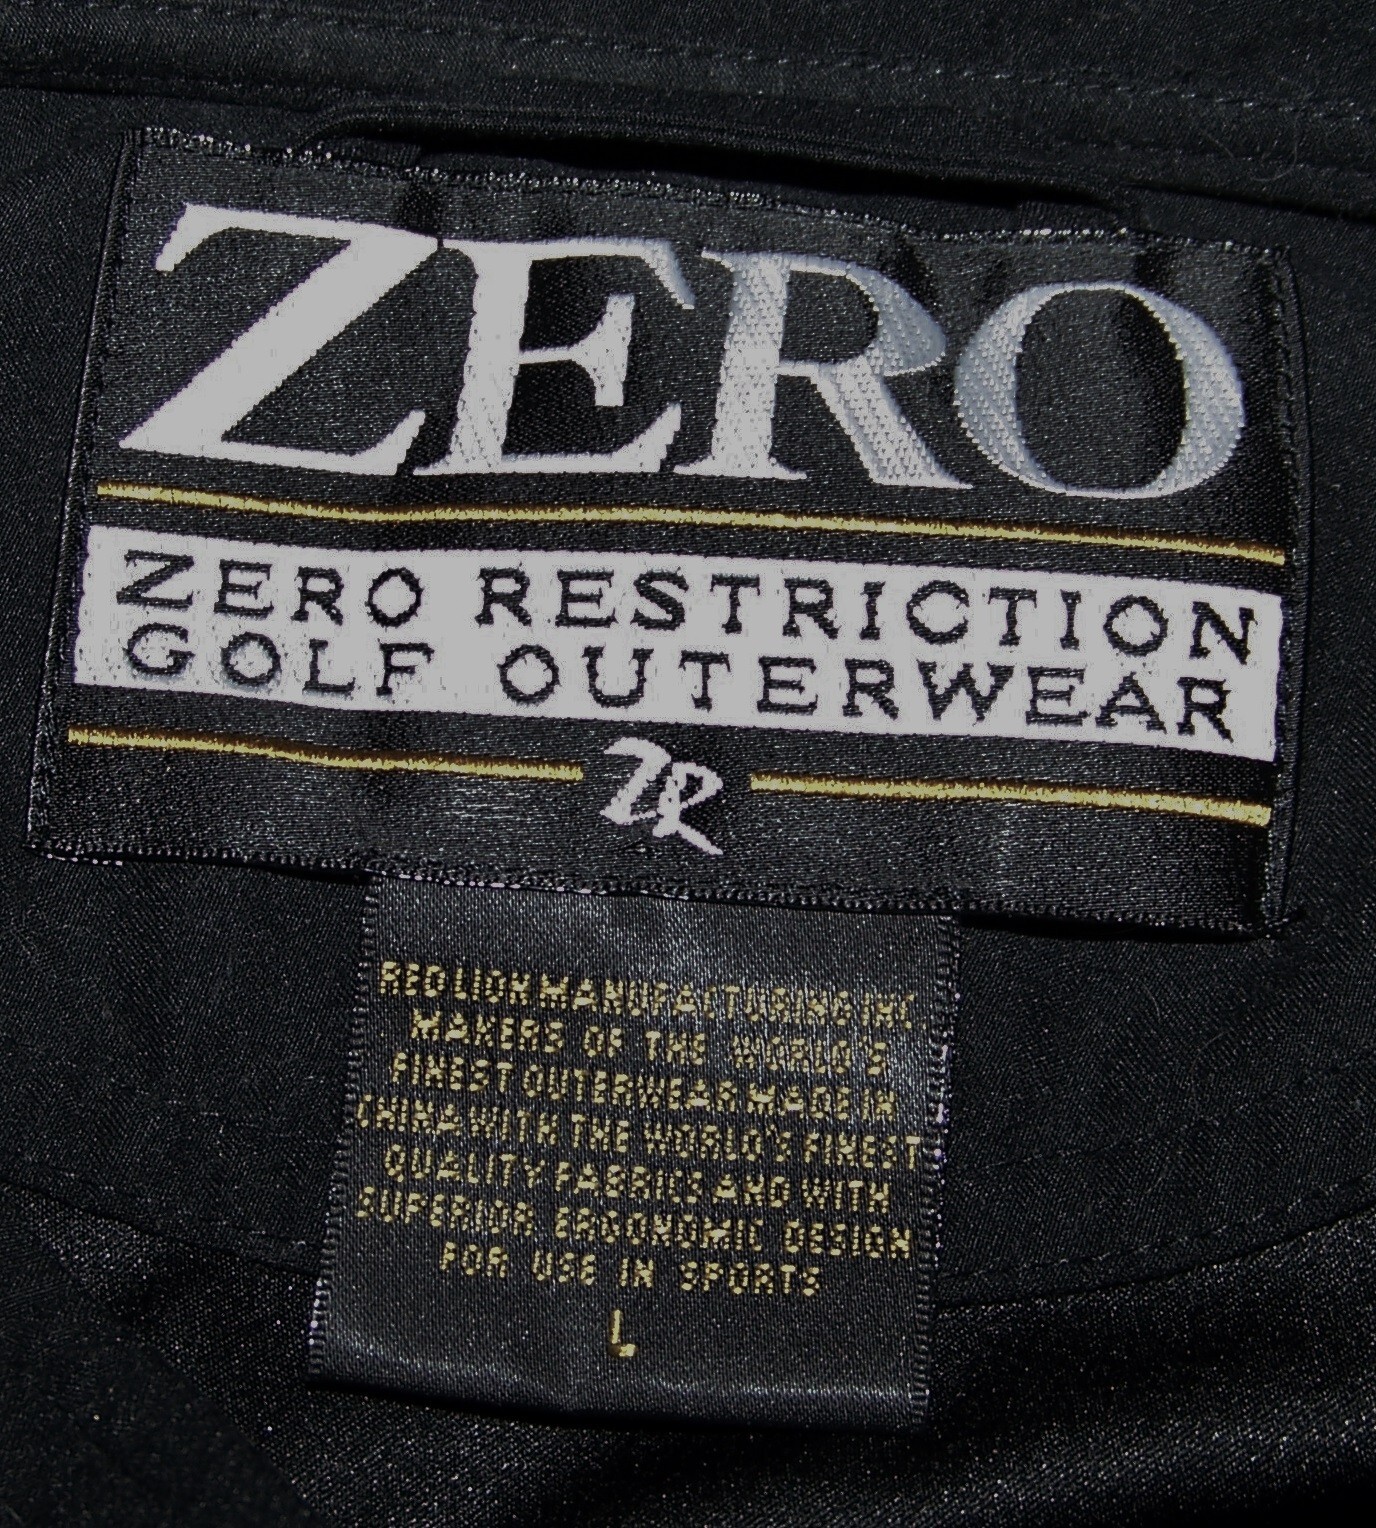 ZERO
ZERO RESTRICTION
GOLF OUTERWEAR
ZR
RED LION MANUFACTURING INC.
MAKERS OF THE WORLD'S
FINEST OUTERWEAR MADE IN
CHINA WITH THE WORLD'S FINEST
QUALITY FABRICS AND WITH
SUPERIOR ERGONOMIC DESIGN
FOR USE IN SPORTS
L